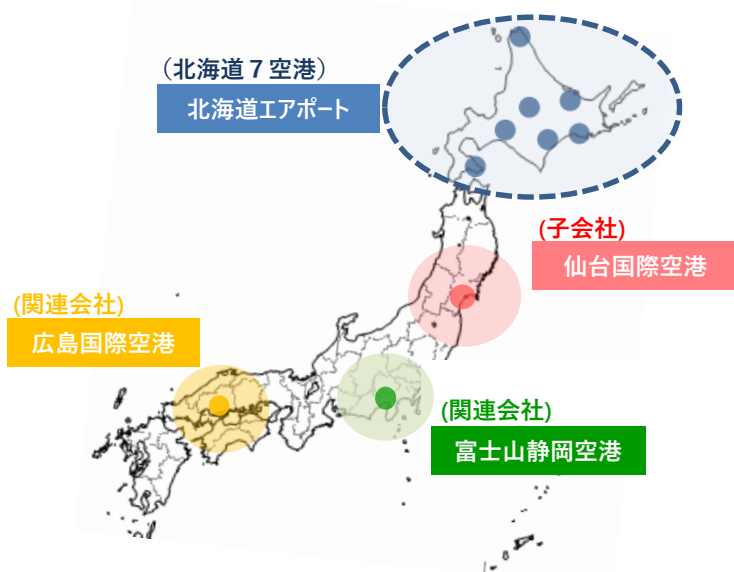 （北海道７空港）
北海道エアポート
(子会社)
仙台国際空港
(関連会社)
広島国際空港
(関連会社)
富士山静岡空港